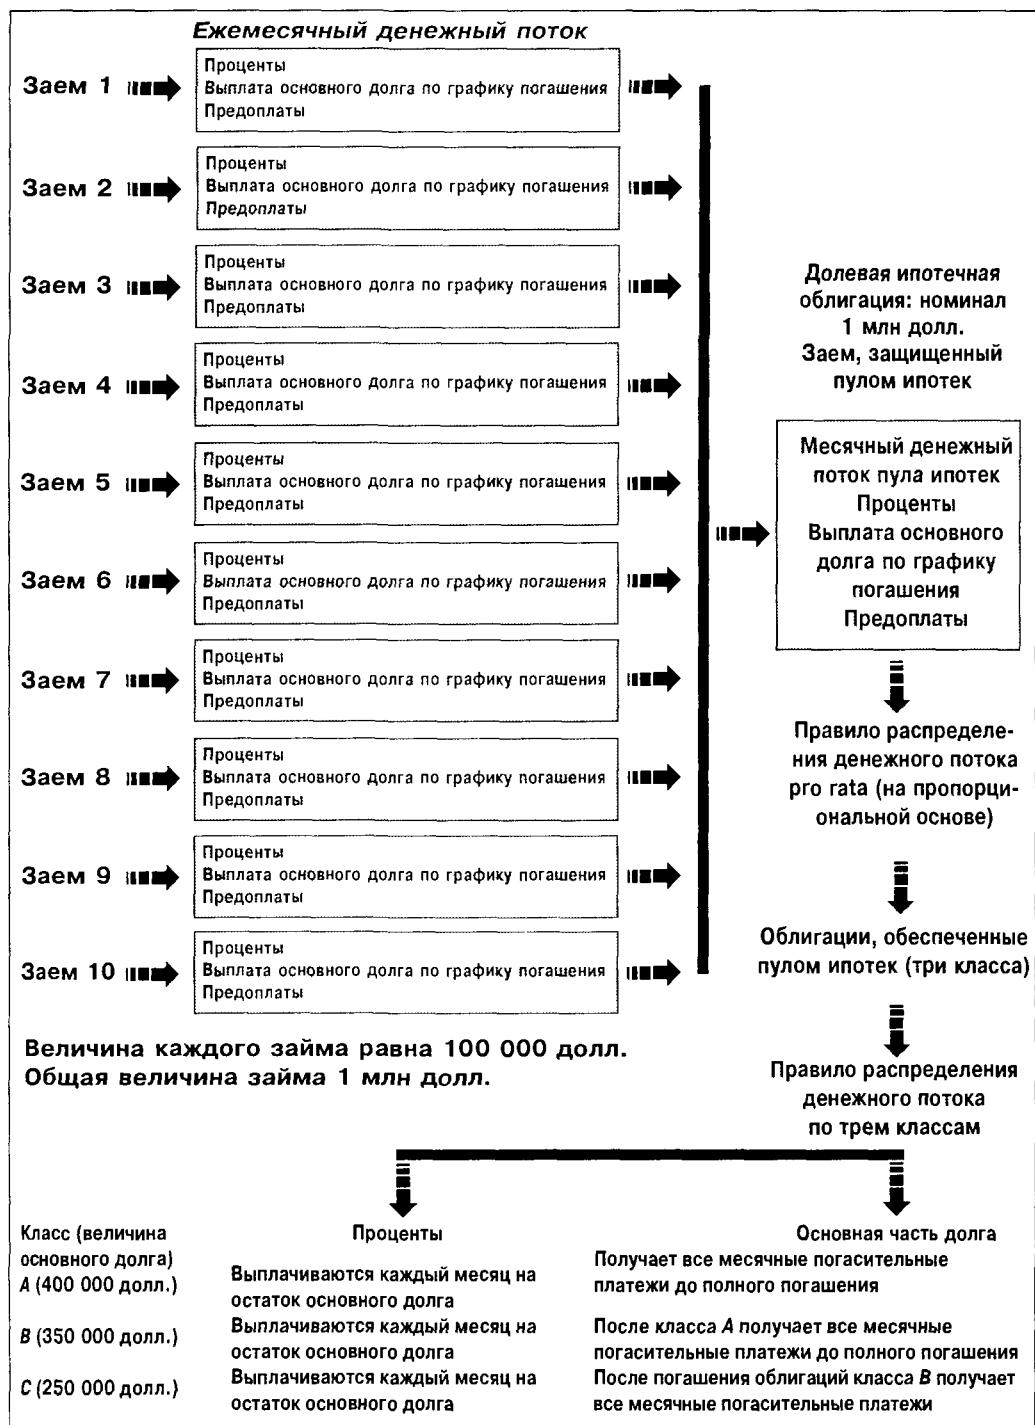 Ежемесячный денежный поток
Заем 1
Проценты
Выплата основного долга по графику погашения
Предоплаты
Заем 2
Проценты
Выплата основного долга по графику погашения
Предоплаты
Заем 3
Проценты
Выплата основного долга по графику погашения
Предоплаты
Заем 4
Проценты
Выплата основного долга по графику погашения
Предоплаты
Заем 5
Проценты
Выплата основного долга по графику погашения
Предоплаты
Заем 6
Проценты
Выплата основного долга по графику погашения
Предоплаты
Заем 7
Проценты
Выплата основного долга по графику погашения
Предоплаты
Заем 8
Проценты
Выплата основного долга по графику погашения
Предоплаты
Заем 9
Проценты
Выплата основного долга по графику погашения
Предоплаты
Заем 10
Проценты
Выплата основного долга по графику погашения
Предоплаты
Величина каждого займа равна 100 000 долл.
Общая величина займа 1 млн долл.
Долевая ипотечная
облигация: номинал
1 млн долл.
Заем, защищенный
пулом ипотек
Месячный денежный
поток пула ипотек
Проценты
Выплата основного
долга по графику
погашения
Предоплаты
Правило распределе-
ния денежного потока
pro rata (на пропорци-
ональной основе)
Облигации, обеспеченные
пулом ипотек (три класса)
Правило распределения
денежного потока
по трем классам
Класс (величина
основного долга)
Проценты
Основная часть долга
A (400 000 долл.)
Выплачиваются каждый месяц на
остаток основного долга
Получает все месячные погасительные
платежи до полного погашения
B (350 000 долл.)
Выплачиваются каждый месяц на
остаток основного долга
После класса A получает все месячные
погасительные платежи до полного погашения
C (250 000 долл.)
Выплачиваются каждый месяц на
остаток основного долга
После погашения облигаций класса B получает
все месячные погасительные платежи